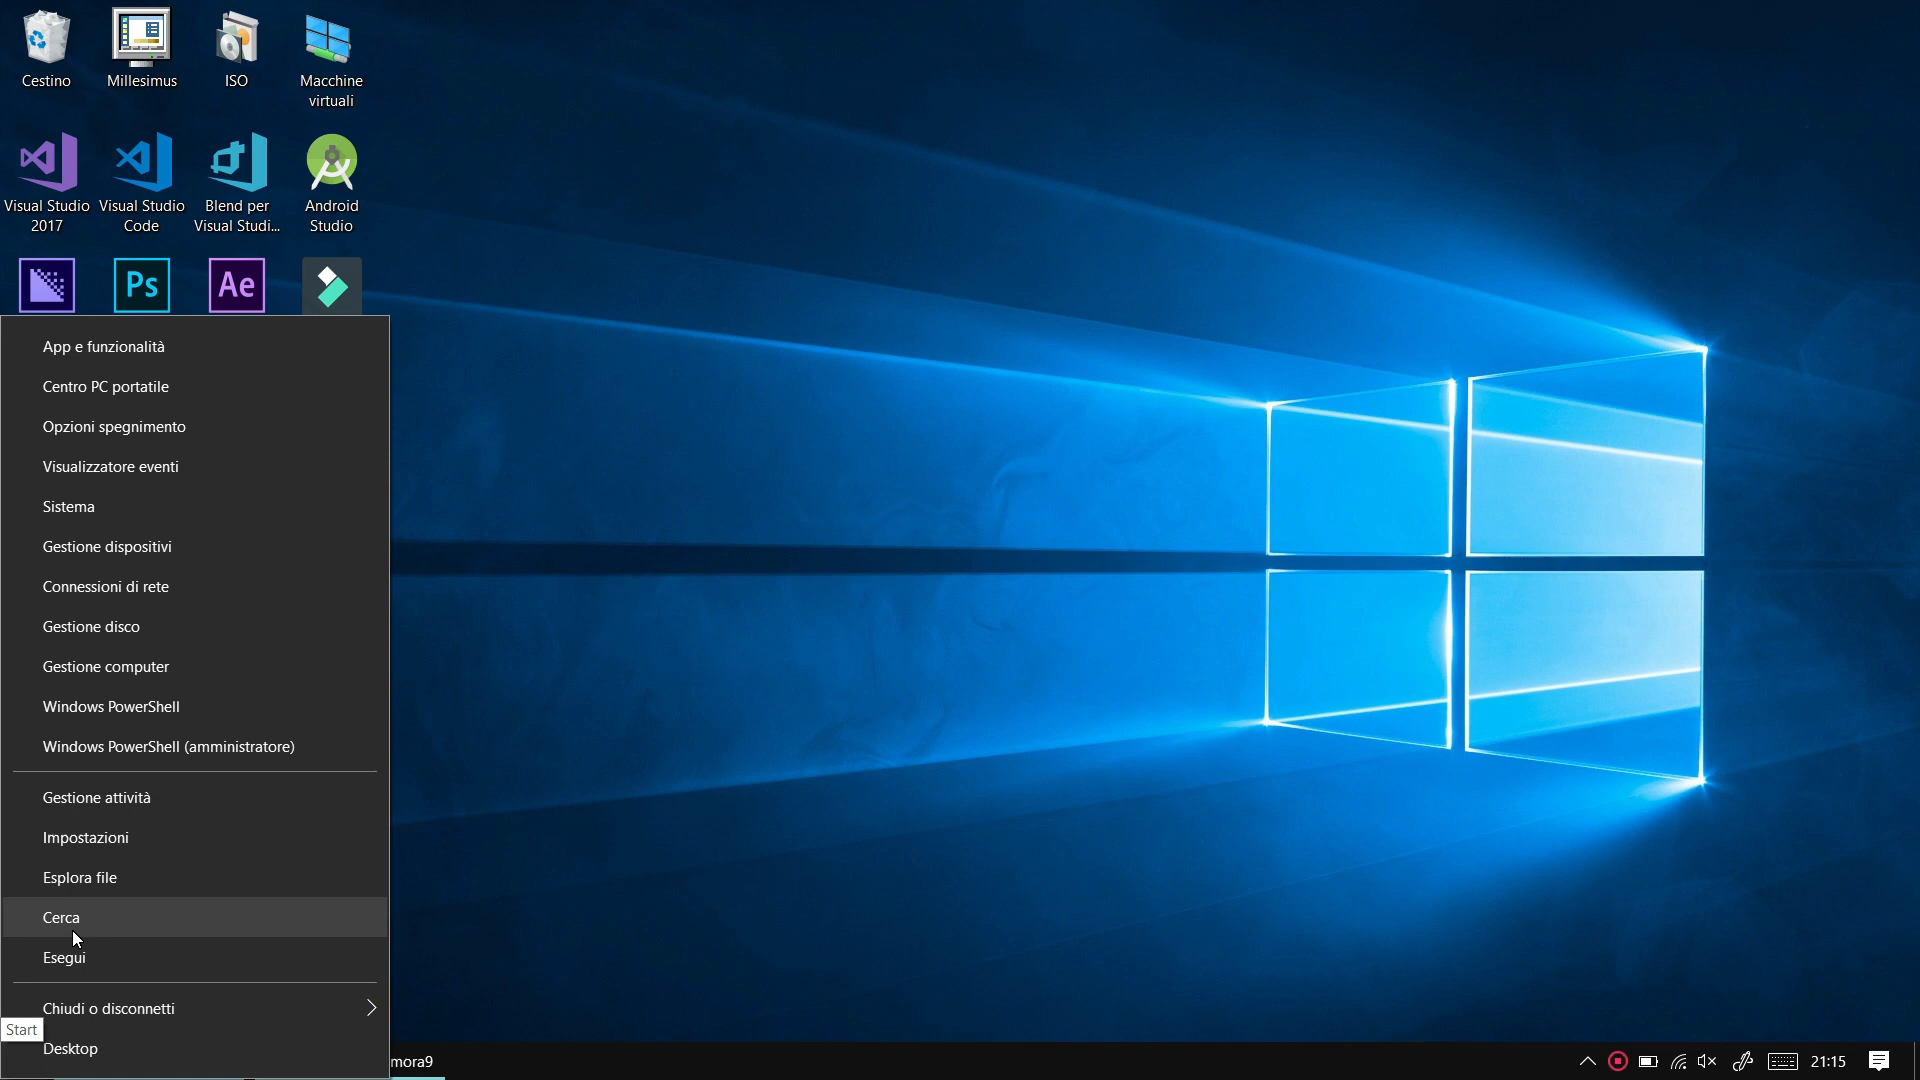 Cestino
Millesimus
ISO
Macchine
virtuali
Visual Studio
2017
Visual Studio
Code
Blend per
Visual Studi...
Android
Studio
Ps
Ae
App e funzionalità
Centro PC portatile
Opzioni spegnimento
Visualizzatore eventi
Sistema
Gestione dispositivi
Connessioni di rete
Gestione disco
Gestione computer
Windows PowerShell
Windows PowerShell (amministratore)
Gestione attività
Impostazioni
Esplora file
Cerca
Esegui
Chiudi o disconnetti
Start
Desktop
mora9
21:15